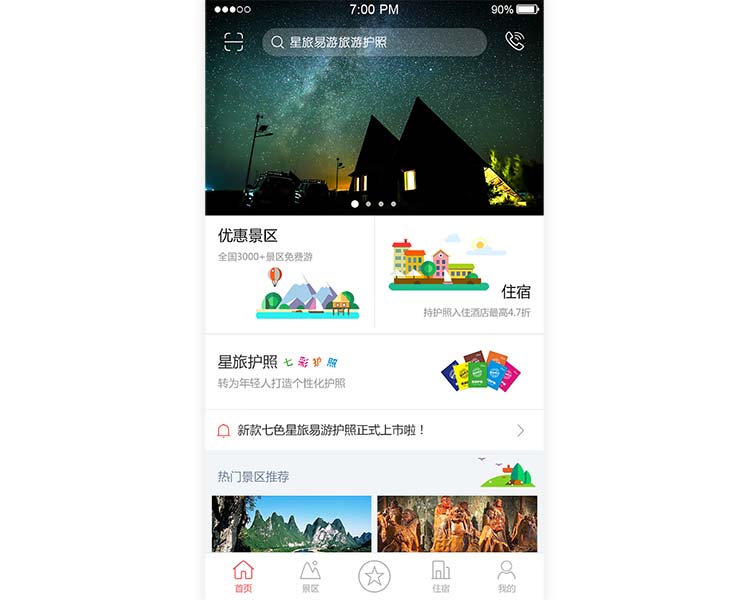 7:00 PM
90%
星旅易游旅游护照
优惠景区
全国3000+景区免费游
住宿
持护照入住酒店最高4.7折
星旅护照 七 彩 护 照
转为年轻人打造个性化护照
新款七色星旅易游护照正式上市啦！
热门景区推荐
首页
景区
住宿
我的